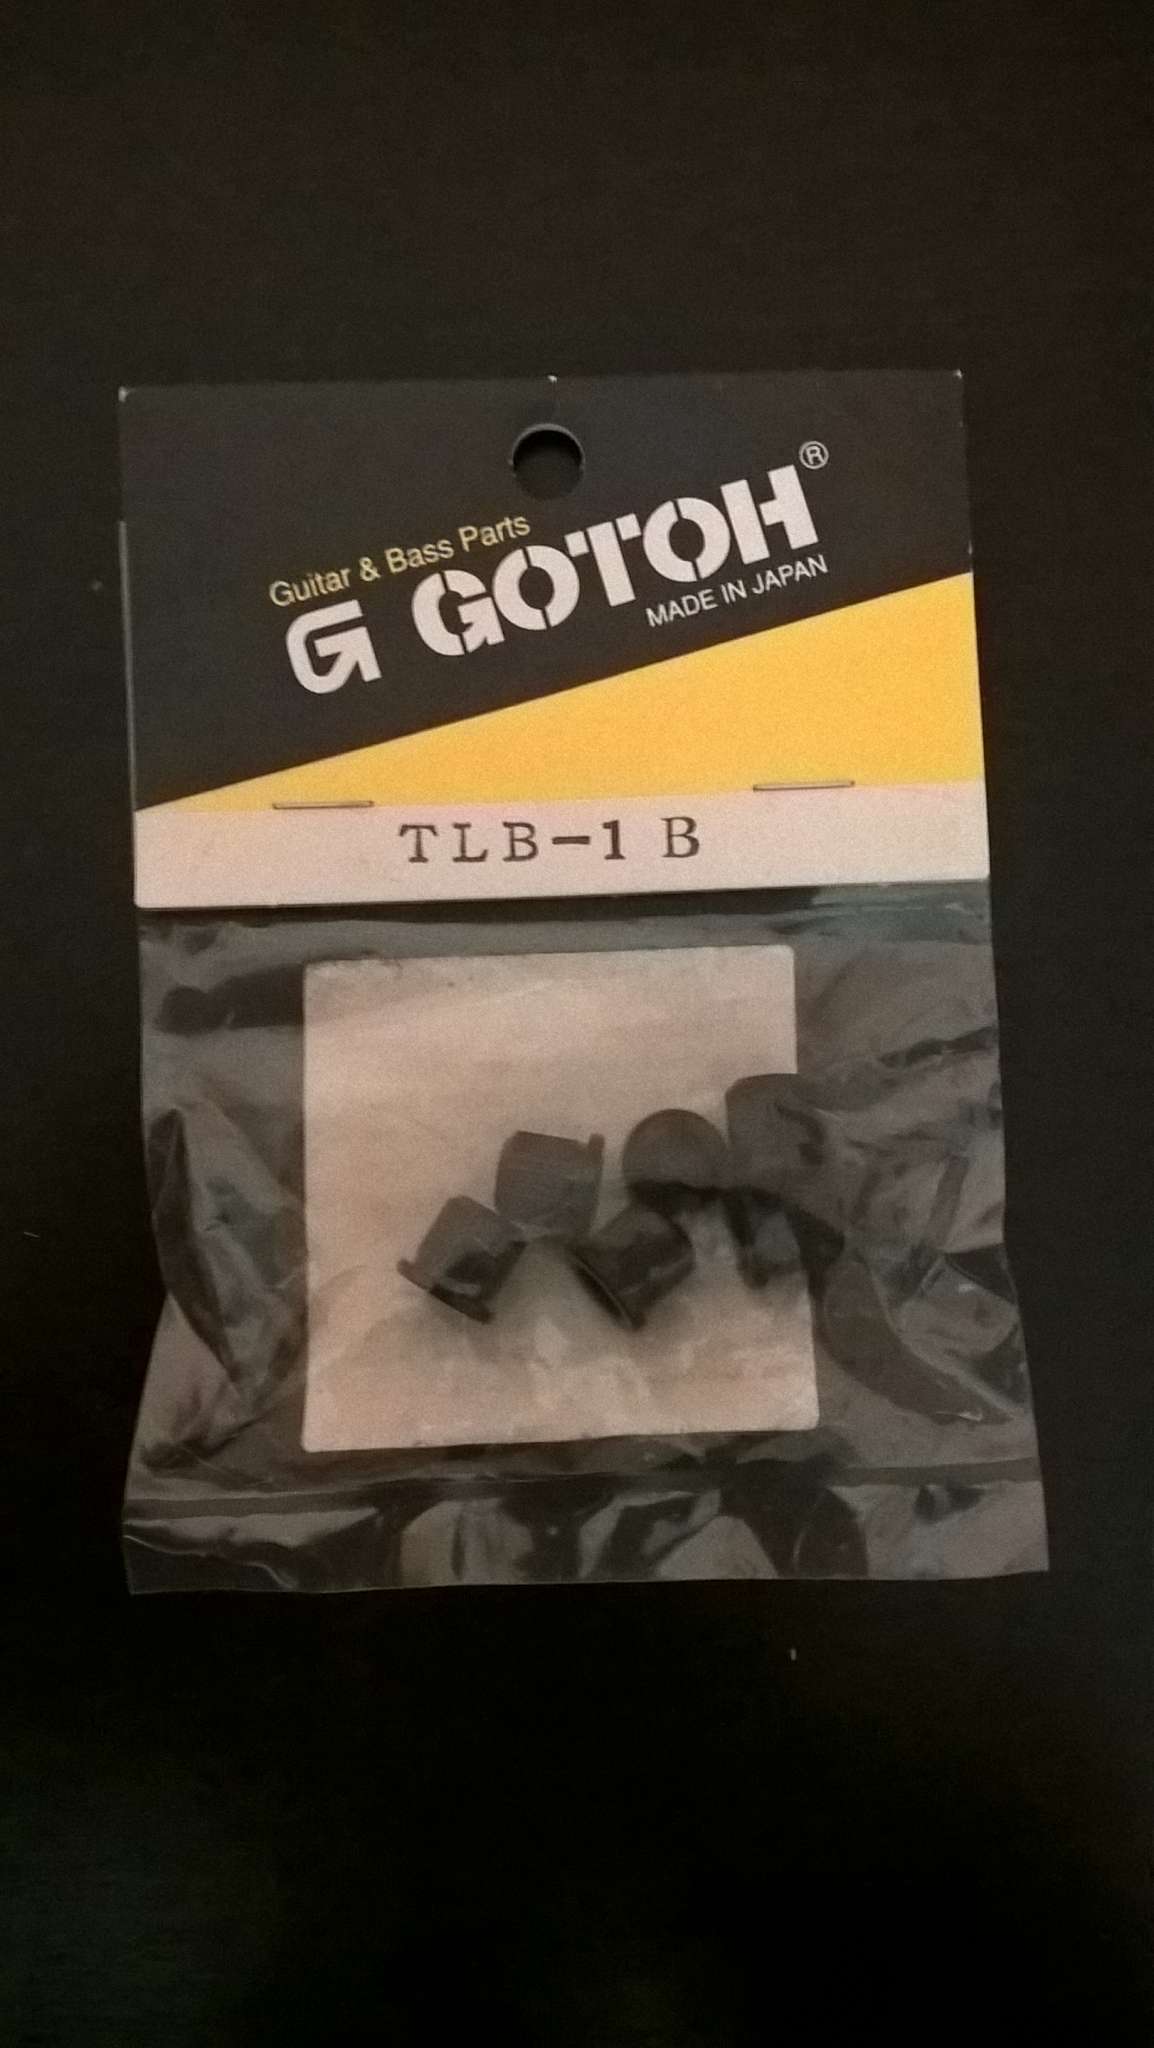 Guitar & Bass Parts
G GOTOH®
MADE IN JAPAN
TLB-1 B